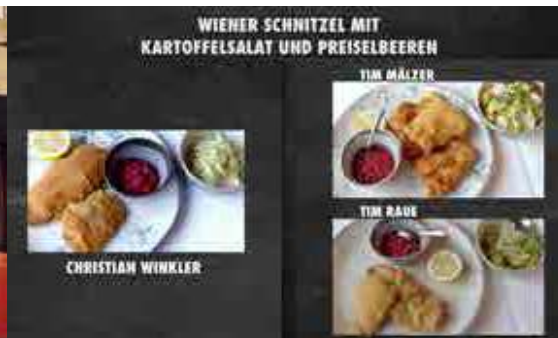 WIENER SCHNITZEL MIT
KARTOFFELSALAT UND PREISELBEEREN
TIM MÄLZER
CHRISTIAN WINKLER
TIM RAUE